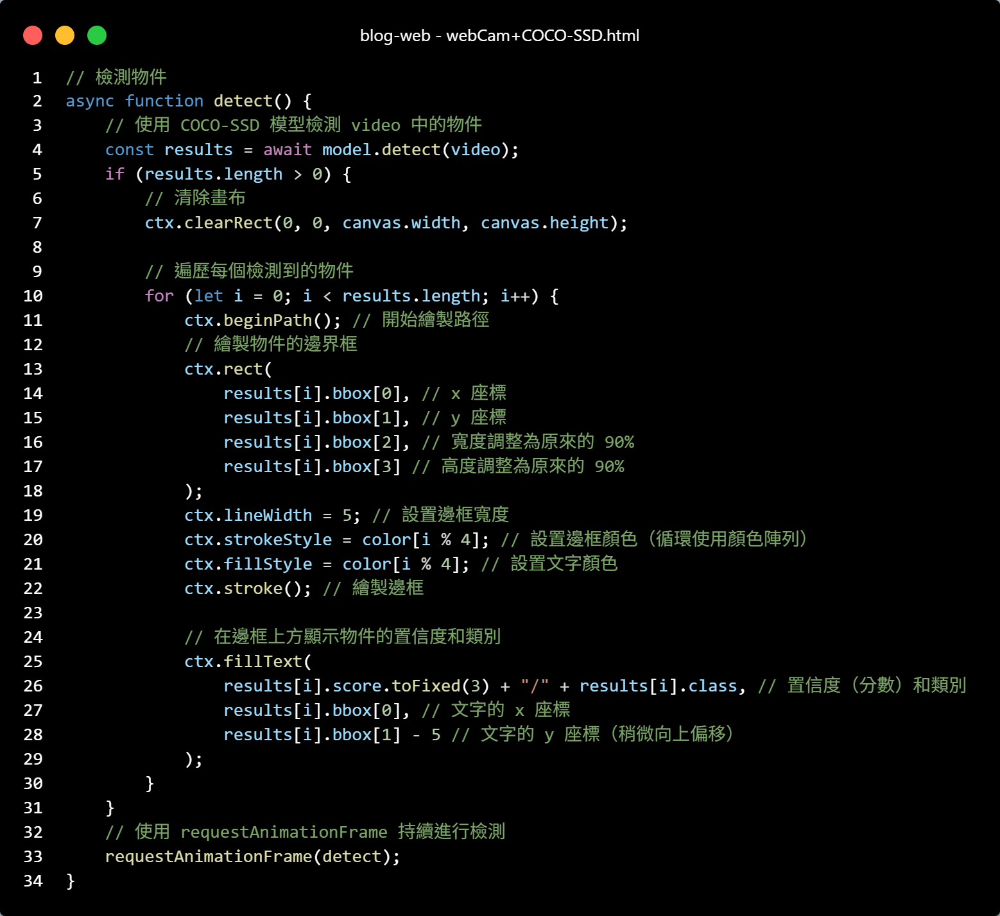 blog-web - webCam+COCO-SSD.html
1 // 檢測物件
2 async function detect() {
3     // 使用 COCO-SSD 模型檢測 video 中的物件
4     const results = await model.detect(video);
5     if (results.length > 0) {
6         // 清除畫布
7         ctx.clearRect(0, 0, canvas.width, canvas.height);
8
9         // 遍歷每個檢測到的物件
10         for (let i = 0; i < results.length; i++) {
11             ctx.beginPath(); // 開始繪製路徑
12             // 繪製物件的邊界框
13             ctx.rect(
14                 results[i].bbox[0], // x 座標
15                 results[i].bbox[1], // y 座標
16                 results[i].bbox[2], // 寬度調整為原來的 90%
17                 results[i].bbox[3] // 高度調整為原來的 90%
18             );
19             ctx.lineWidth = 5; // 設置邊框寬度
20             ctx.strokeStyle = color[i % 4]; // 設置邊框顏色（循環使用顏色陣列）
21             ctx.fillStyle = color[i % 4]; // 設置文字顏色
22             ctx.stroke(); // 繪製邊框
23
24             // 在邊框上方顯示物件的置信度和類別
25             ctx.fillText(
26                 results[i].score.toFixed(3) + "/" + results[i].class, // 置信度（分數）和類別
27                 results[i].bbox[0], // 文字的 x 座標
28                 results[i].bbox[1] - 5 // 文字的 y 座標（稍微向上偏移）
29             );
30         }
31     }
32     // 使用 requestAnimationFrame 持續進行檢測
33     requestAnimationFrame(detect);
34 }